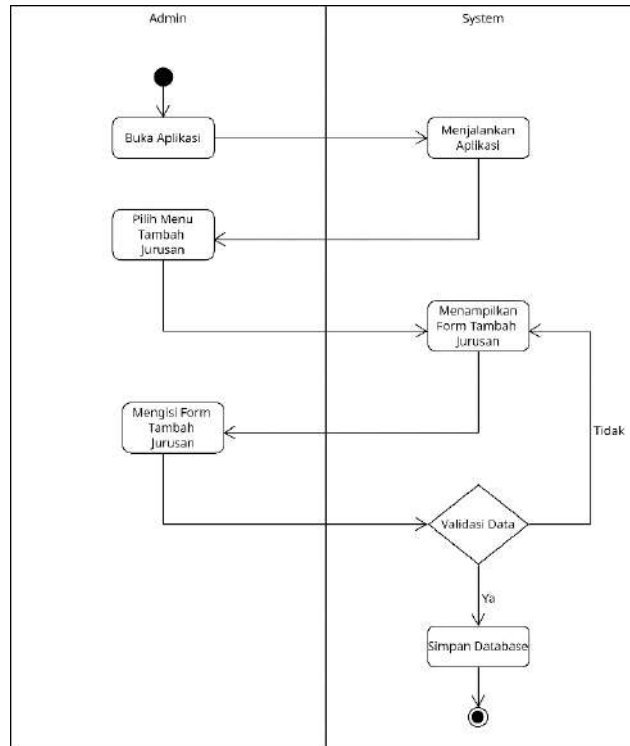 Admin
System
Buka Aplikasi
Menjalankan
Aplikasi
Pilih Menu
Tambah
Jurusan
Menampilkan
Form Tambah
Jurusan
Mengisi Form
Tambah
Jurusan
Tidak
Validasi Data
Ya
Simpan Database